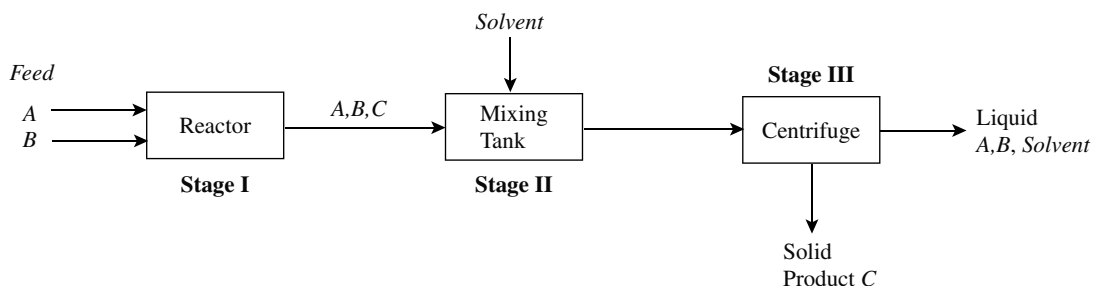 Solvent
Feed
Stage III
A
B
Reactor
A,B,C
Mixing
Tank
Centrifuge
Liquid
A,B, Solvent
Stage I
Stage II
Solid
Product C